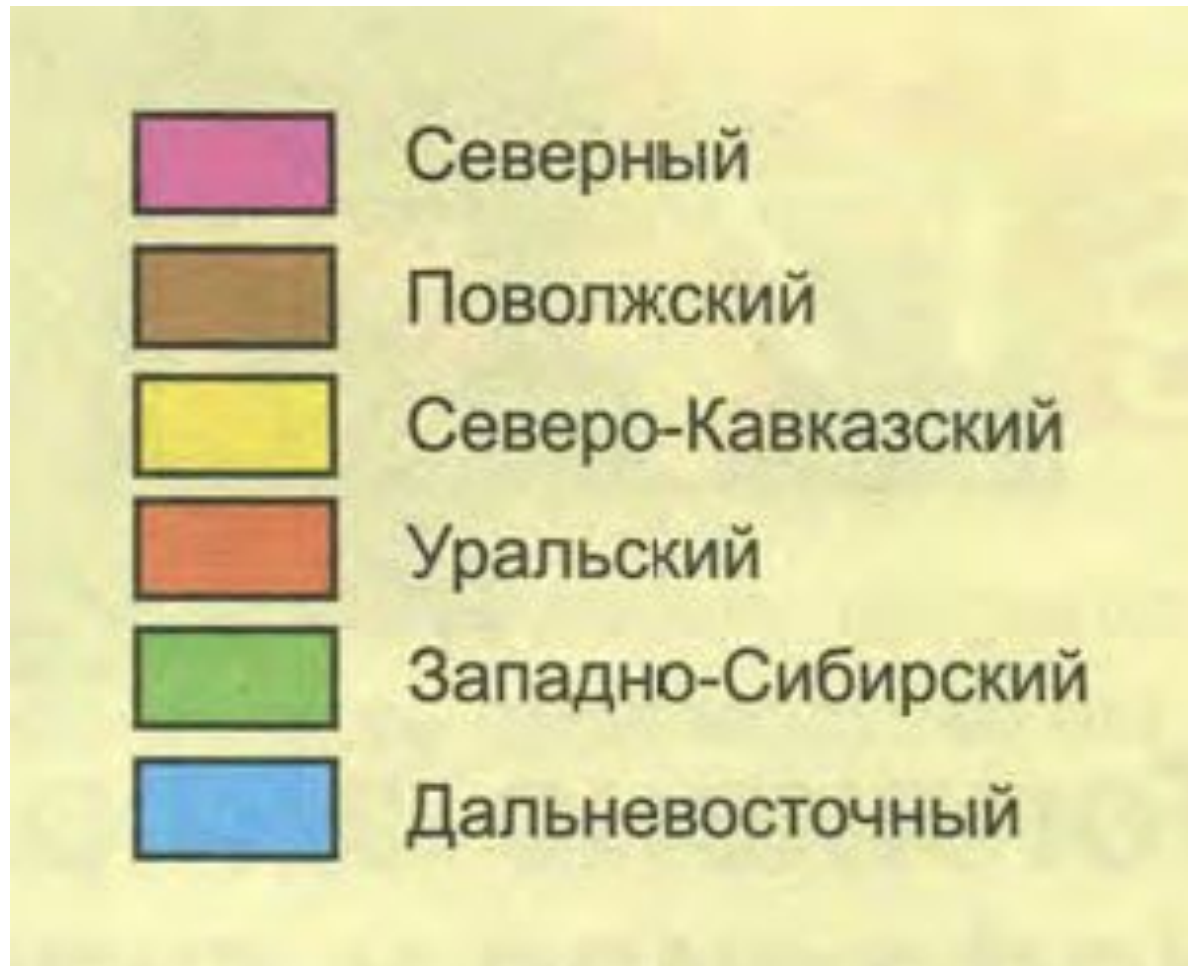 Северный
Поволжский
Северо-Кавказский
Уральский
Западно-Сибирский
Дальневосточный